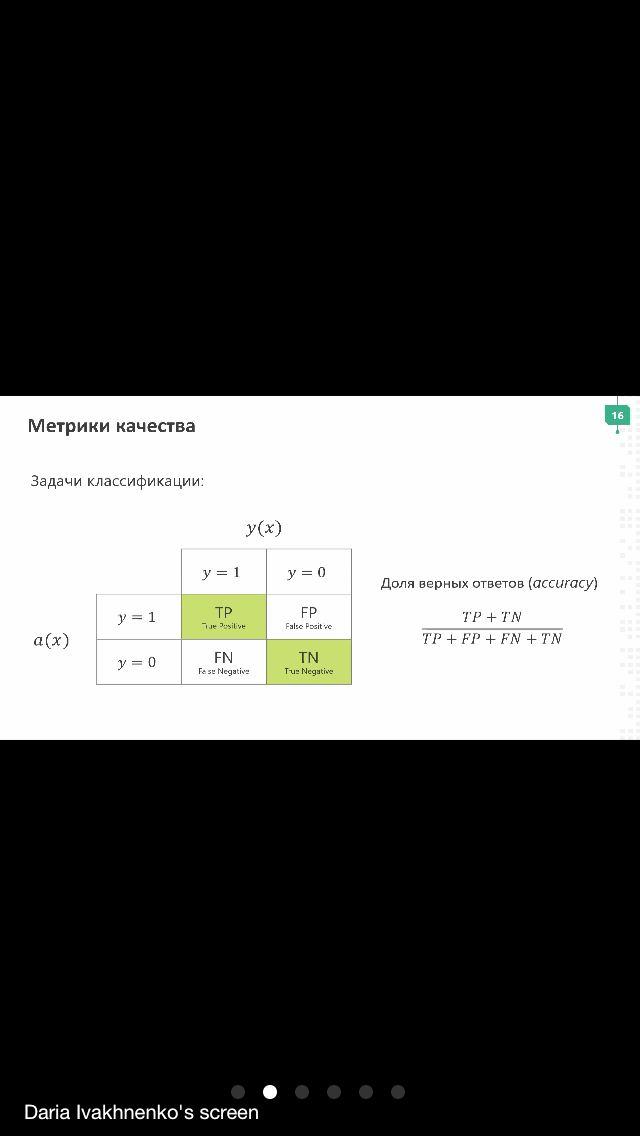 Метрики качества
16
Задачи классификации:
y(x)
y = 1 y = 0
Доля верных ответов (accuracy)
a(x)
y = 1 TP FP
True Positive False Positive
y = 0 FN TN
False Negative True Negative
TP + TN
TP + FP + FN + TN
Daria Ivakhnenko's screen